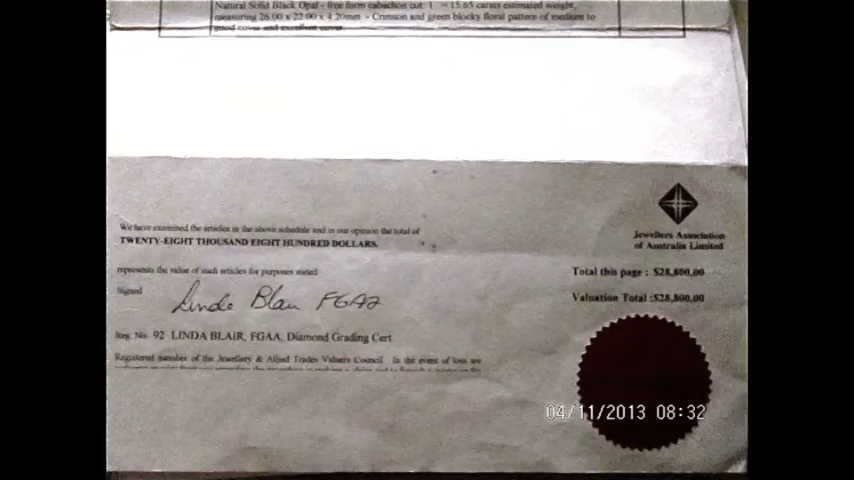 Natural Solid Black Opal - free form cabochon cut: 1 = 15.65 carats estimated weight,
measuring 26.00 x 22.00 x 4.20mm - Crimson and green blocky floral pattern of medium to
good cover and excellent cover.
Jewellers Association
of Australia Limited
We have examined the articles in the above schedule and in our opinion the total of
TWENTY-EIGHT THOUSAND EIGHT HUNDRED DOLLARS.
represents the value of such articles for purposes stated
Total this page : $28,800.00
Signed
Linda Blair FGAA
Valuation Total :$28,800.00
Reg. No. 92 LINDA BLAIR, FGAA, Diamond Grading Cert
Registered member of the Jewellery & Allied Trades Valuers Council. In the event of loss we
04/11/2013 08:32